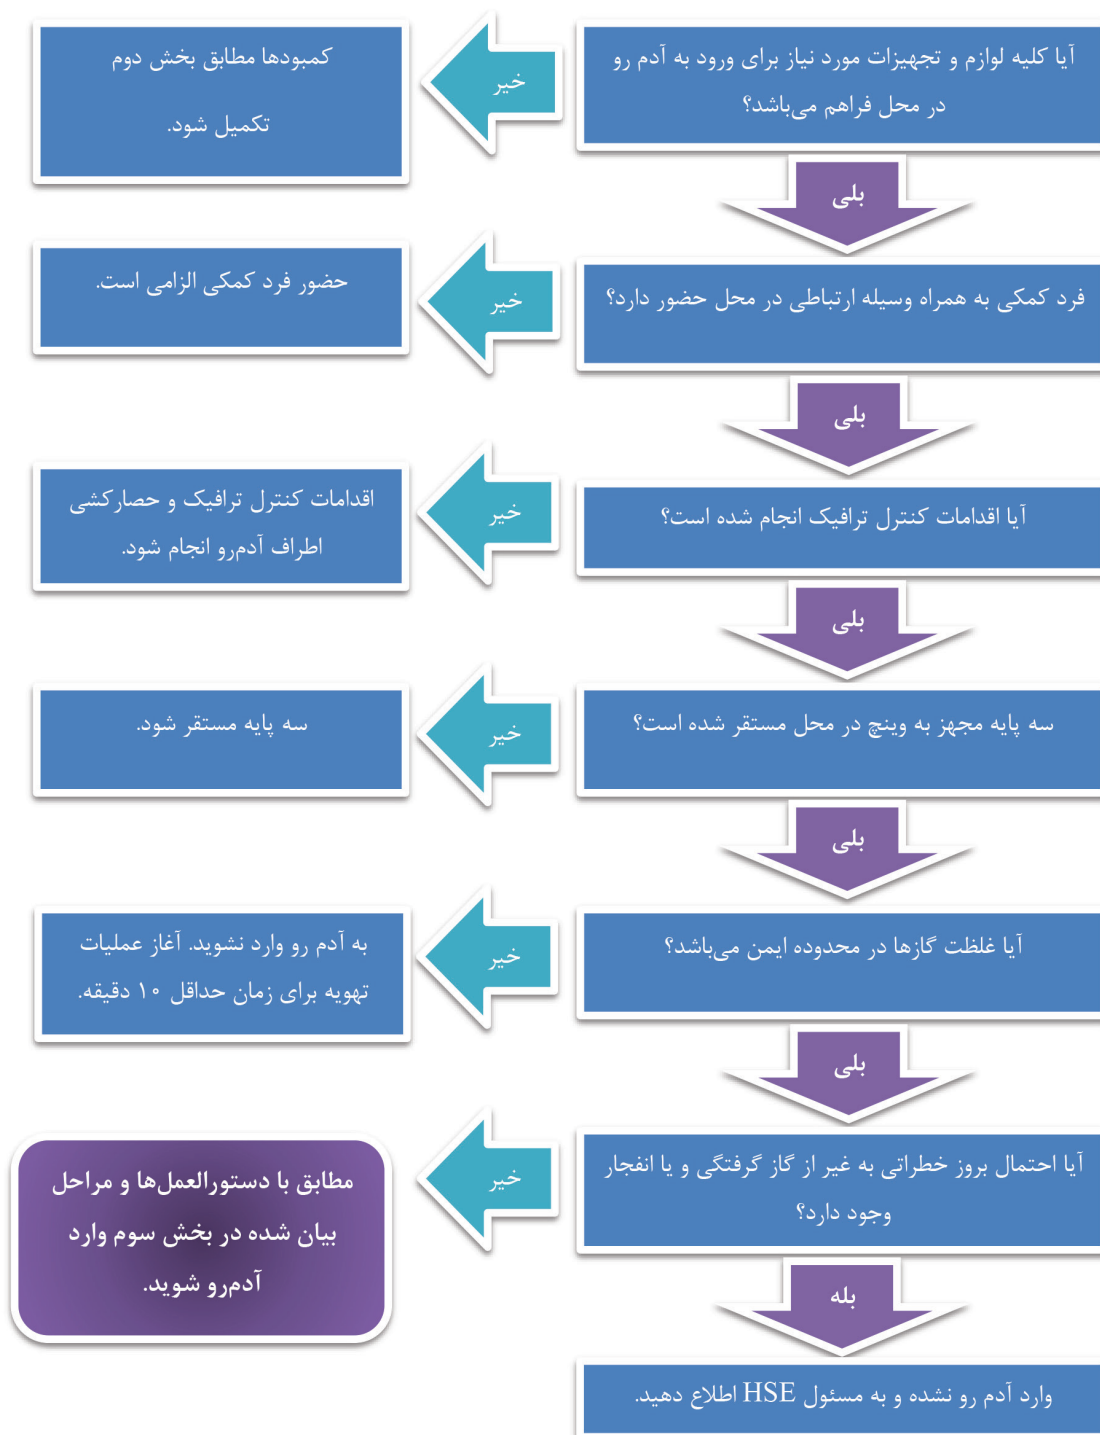 آیا کلیه لوازم و تجهیزات مورد نیاز برای ورود به آدم رو
در محل فراهم می‌باشد؟
خیر
کمبودها مطابق بخش دوم
تکمیل شود.
بلی
فرد کمکی به همراه وسیله ارتباطی در محل حضور دارد؟
خیر
حضور فرد کمکی الزامی است.
بلی
آیا اقدامات کنترل ترافیک انجام شده است؟
خیر
اقدامات کنترل ترافیک و حصارکشی
اطراف آدم‌رو انجام شود.
بلی
سه پایه مجهز به وینچ در محل مستقر شده است؟
خیر
سه پایه مستقر شود.
بلی
آیا غلظت گازها در محدوده ایمن می‌باشد؟
خیر
به آدم رو وارد نشوید. آغاز عملیات
تهویه برای زمان حداقل ۱۰ دقیقه.
بلی
آیا احتمال بروز خطراتی به غیر از گاز گرفتگی و یا انفجار
وجود دارد؟
خیر
مطابق با دستورالعمل‌ها و مراحل
بیان شده در بخش سوم وارد
آدم‌رو شوید.
بله
وارد آدم رو نشده و به مسئول HSE اطلاع دهید.